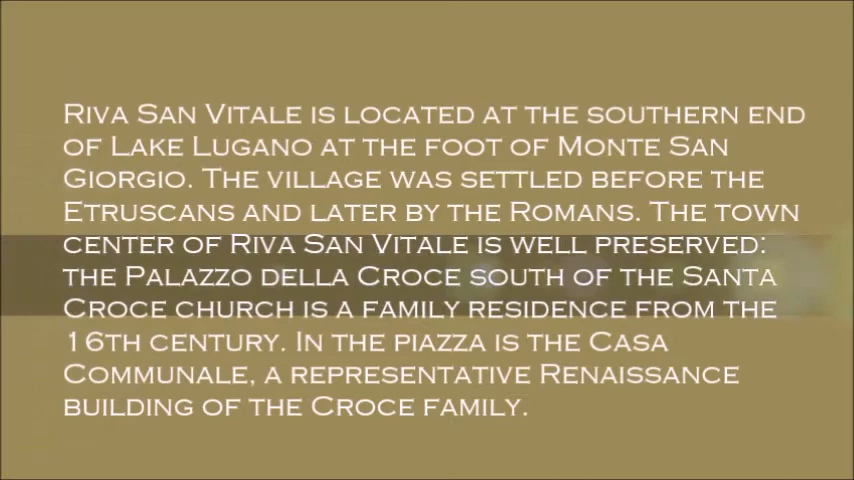 Riva San Vitale is located at the southern end
of Lake Lugano at the foot of Monte San
Giorgio. The village was settled before the
Etruscans and later by the Romans. The town
center of Riva San Vitale is well preserved:
the Palazzo della Croce south of the Santa
Croce church is a family residence from the
16th century. In the piazza is the Casa
Communale, a representative Renaissance
building of the Croce family.